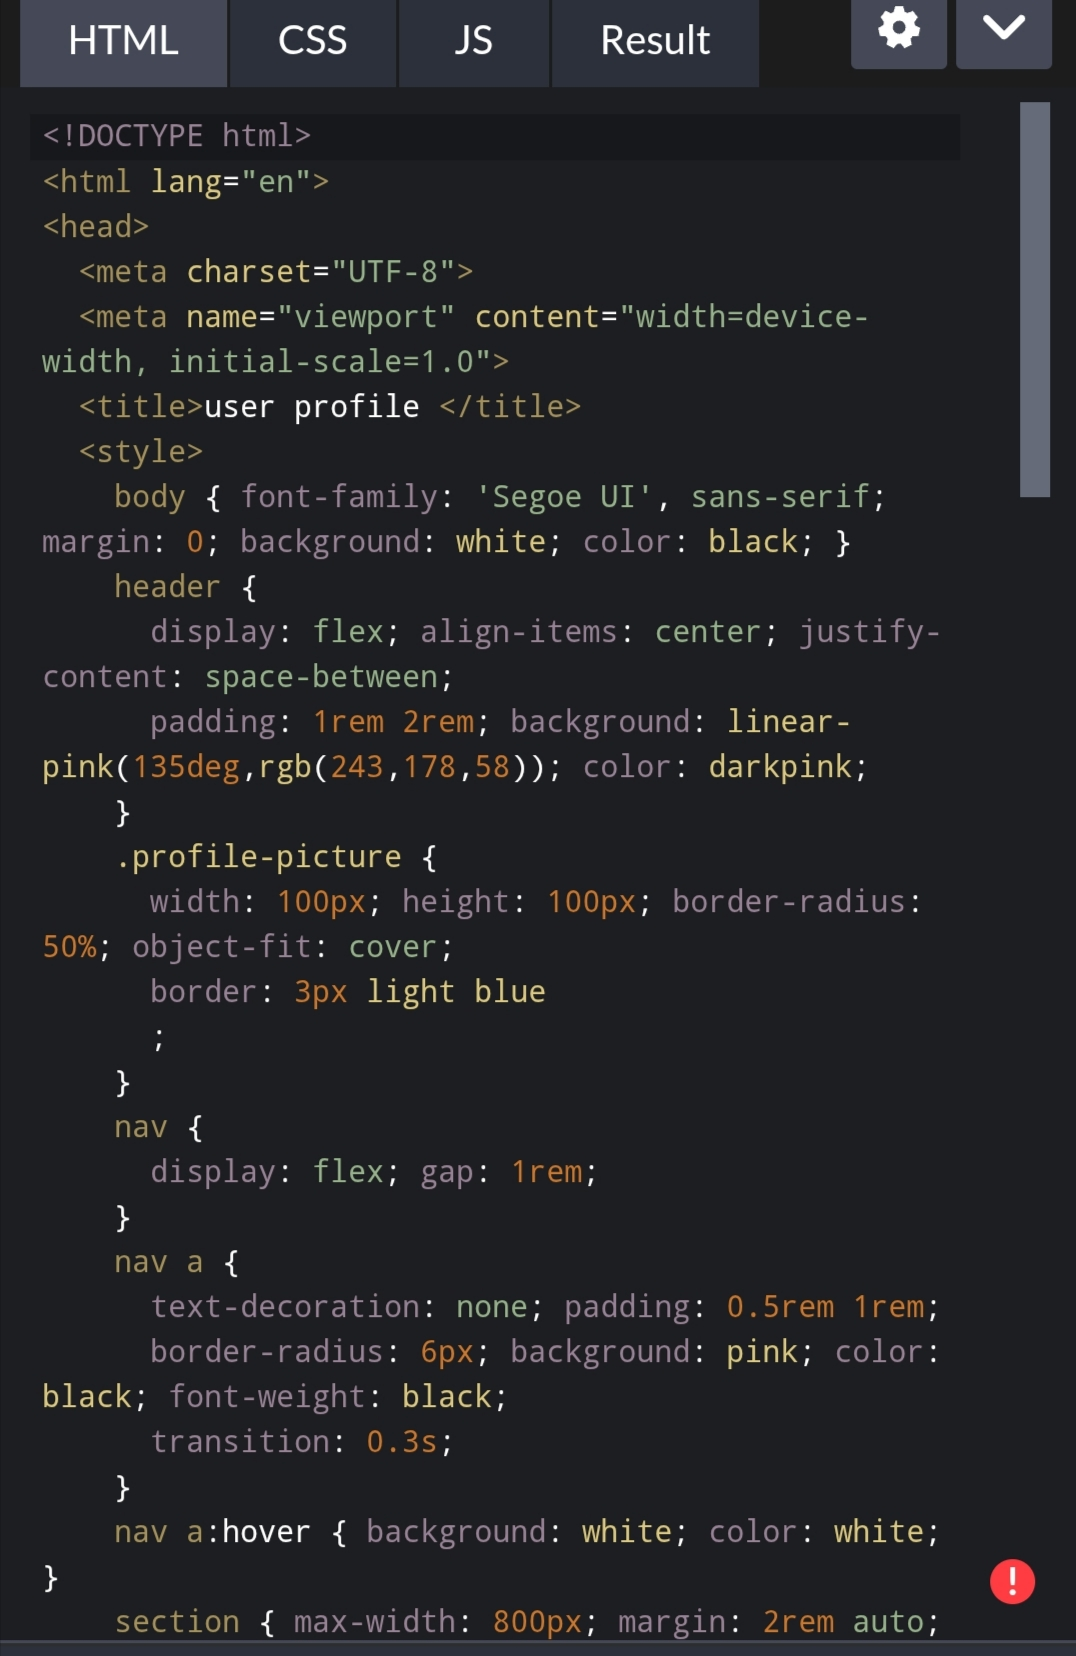 HTML CSS JS Result
<!DOCTYPE html>
<html lang="en">
<head>
  <meta charset="UTF-8">
  <meta name="viewport" content="width=device-
width, initial-scale=1.0">
  <title>user profile </title>
  <style>
    body { font-family: 'Segoe UI', sans-serif;
margin: 0; background: white; color: black; }
    header {
      display: flex; align-items: center; justify-
content: space-between;
      padding: 1rem 2rem; background: linear-
pink(135deg,rgb(243,178,58)); color: darkpink;
    }
    .profile-picture {
      width: 100px; height: 100px; border-radius:
50%; object-fit: cover;
      border: 3px light blue
      ;
    }
    nav {
      display: flex; gap: 1rem;
    }
    nav a {
      text-decoration: none; padding: 0.5rem 1rem;
      border-radius: 6px; background: pink; color:
black; font-weight: black;
      transition: 0.3s;
    }
    nav a:hover { background: white; color: white;
}
    section { max-width: 800px; margin: 2rem auto;